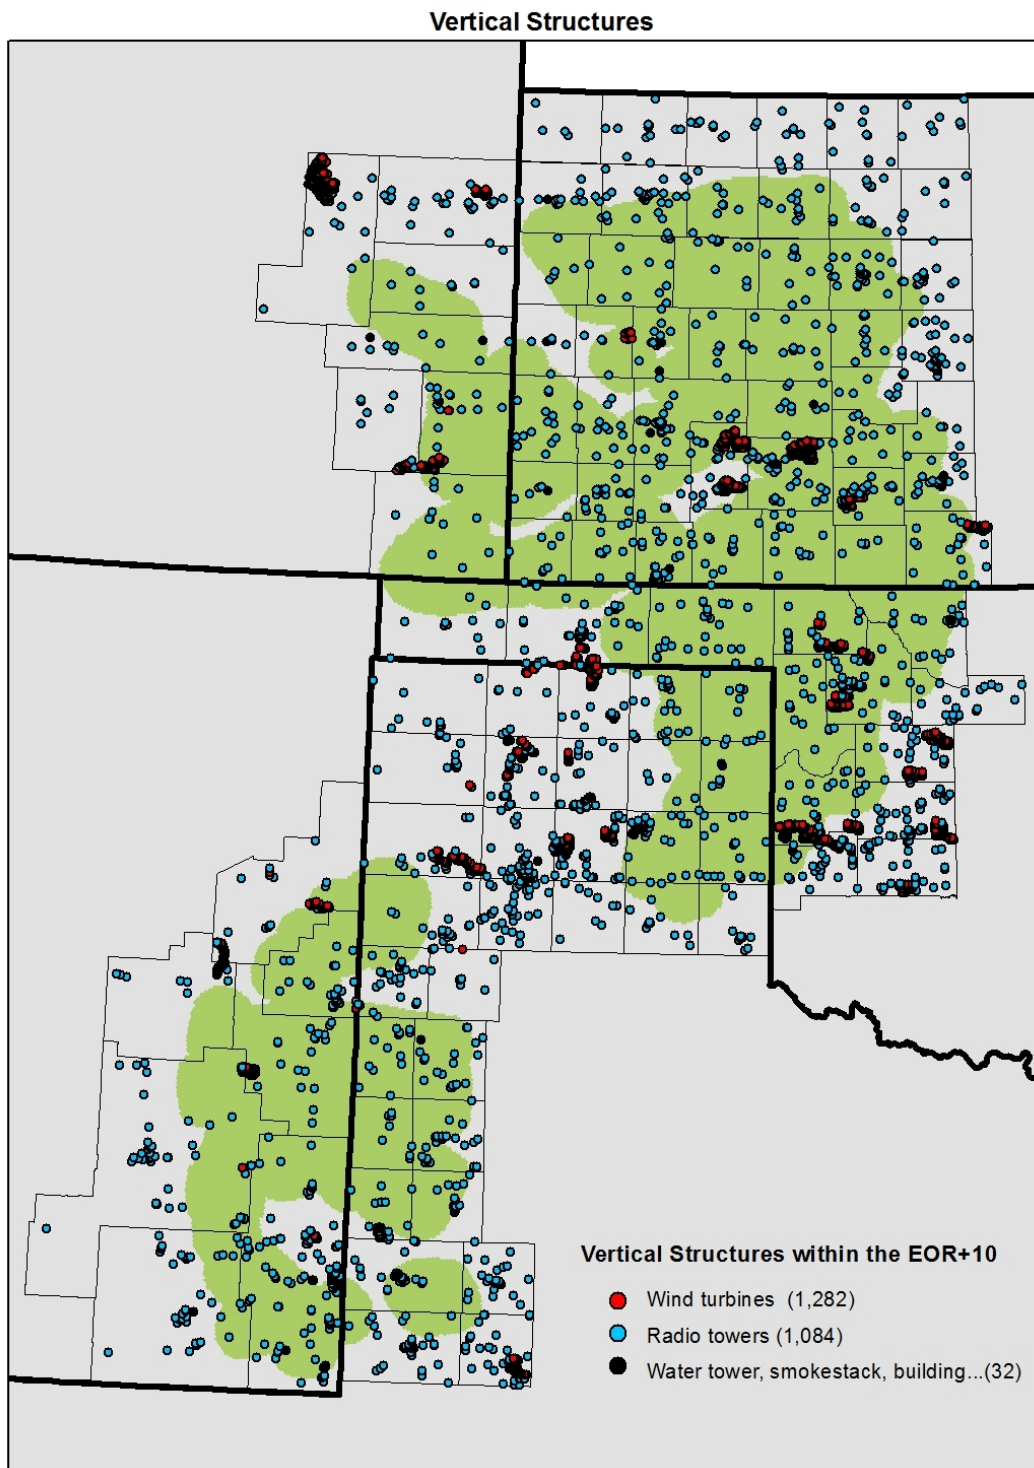 Vertical Structures
Vertical Structures within the EOR+10
Wind turbines (1,282)
Radio towers (1,084)
Water tower, smokestack, building...(32)